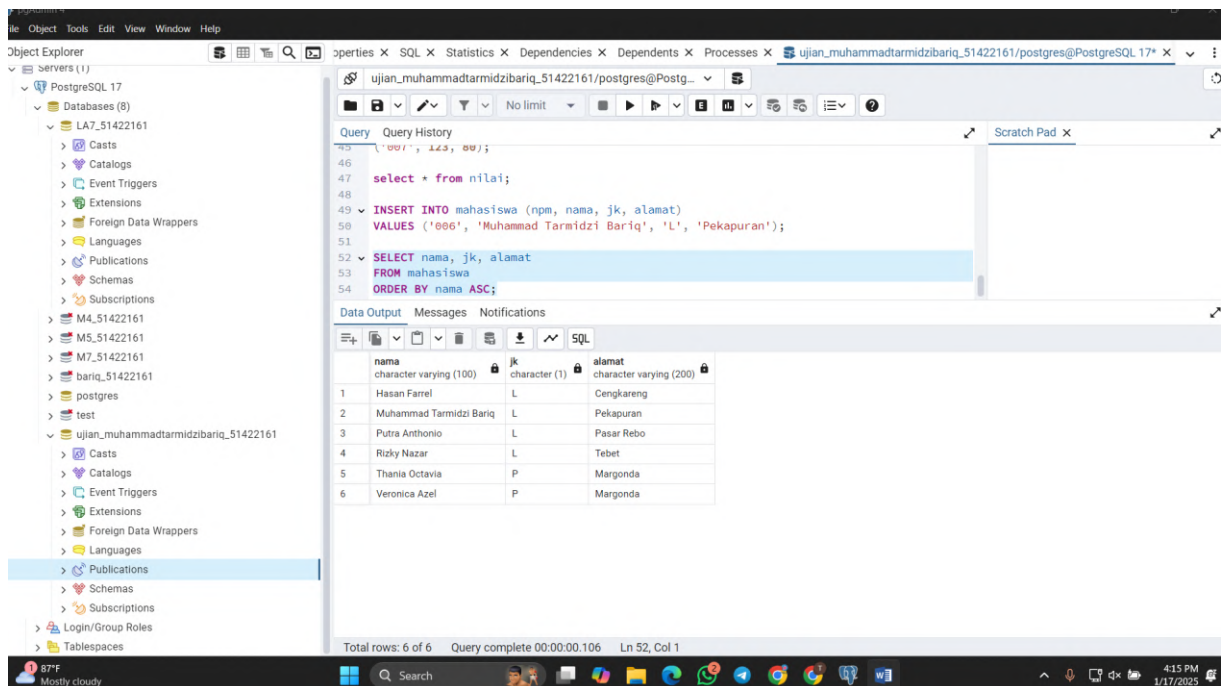 pgAdmin 4
ile Object Tools Edit View Window Help
Object Explorer
Servers (1)
PostgreSQL 17
Databases (8)
LA7_51422161
Casts
Catalogs
Event Triggers
Extensions
Foreign Data Wrappers
Languages
Publications
Schemas
Subscriptions
M4_51422161
M5_51422161
M7_51422161
bariq_51422161
postgres
test
ujian_muhammadtarmidzibariq_51422161
Casts
Catalogs
Event Triggers
Extensions
Foreign Data Wrappers
Languages
Publications
Schemas
Subscriptions
Login/Group Roles
Tablespaces
operties X SQL X Statistics X Dependencies X Dependents X Processes X ujian_muhammadtarmidzibariq_51422161/postgres@PostgreSQL 17* X
ujian_muhammadtarmidzibariq_51422161/postgres@Postg...
No limit
E
Query Query History
Scratch Pad X
45 ('007', 123, 80);
46
47 select * from nilai;
48
49 INSERT INTO mahasiswa (npm, nama, jk, alamat)
50 VALUES ('006', 'Muhammad Tarmidzi Bariq', 'L', 'Pekapuran');
51
52 SELECT nama, jk, alamat
53 FROM mahasiswa
54 ORDER BY nama ASC;
Data Output Messages Notifications
SQL
nama jk alamat
character varying (100) character (1) character varying (200)
1 Hasan Farrel L Cengkareng
2 Muhammad Tarmidzi Bariq L Pekapuran
3 Putra Anthonio L Pasar Rebo
4 Rizky Nazar L Tebet
5 Thania Octavia P Margonda
6 Veronica Azel P Margonda
Total rows: 6 of 6 Query complete 00:00:00.106 Ln 52, Col 1
1 87°F
Mostly cloudy
Search
4:15 PM
1/17/2025